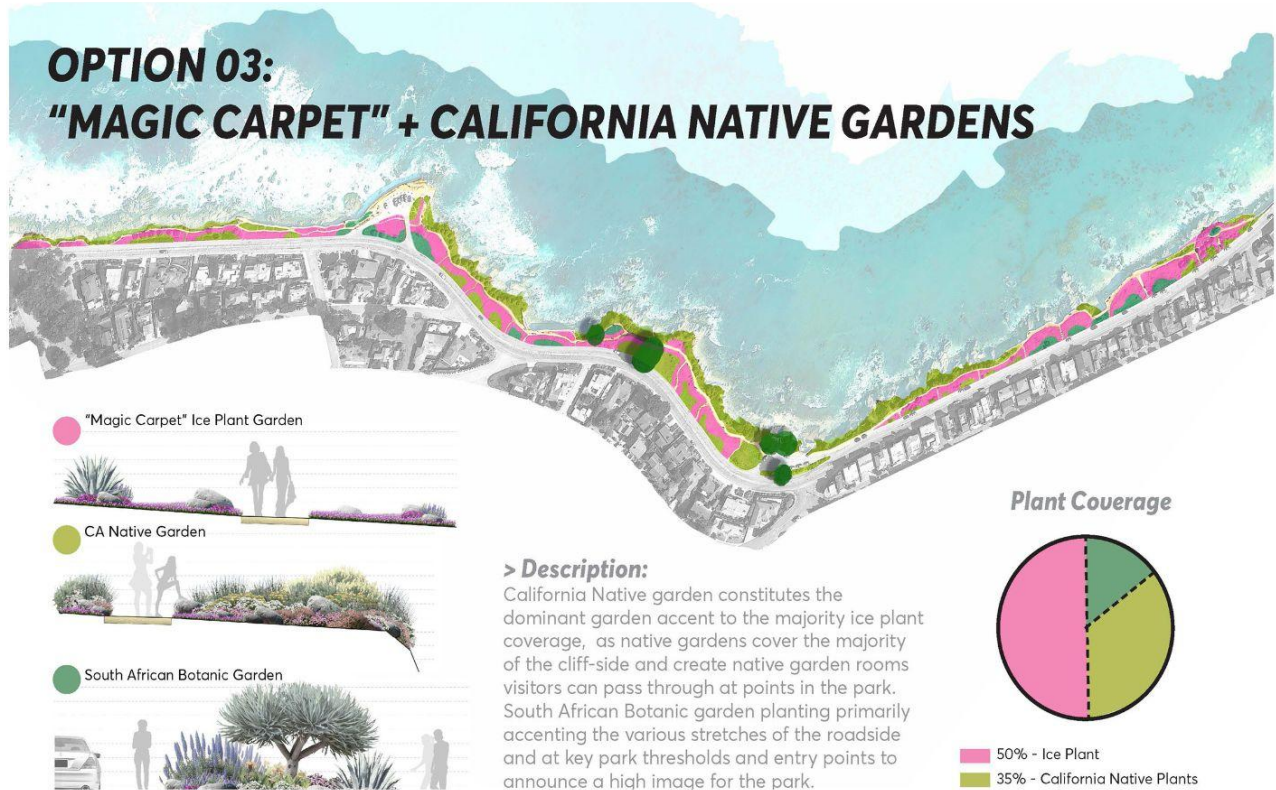 OPTION 03:
“MAGIC CARPET” + CALIFORNIA NATIVE GARDENS
“Magic Carpet” Ice Plant Garden
CA Native Garden
South African Botanic Garden
> Description:
California Native garden constitutes the
dominant garden accent to the majority ice plant
coverage, as native gardens cover the majority
of the cliff-side and create native garden rooms
visitors can pass through at points in the park.
South African Botanic garden planting primarily
accenting the various stretches of the roadside
and at key park thresholds and entry points to
announce a high image for the park.
Plant Coverage
50% - Ice Plant
35% - California Native Plants